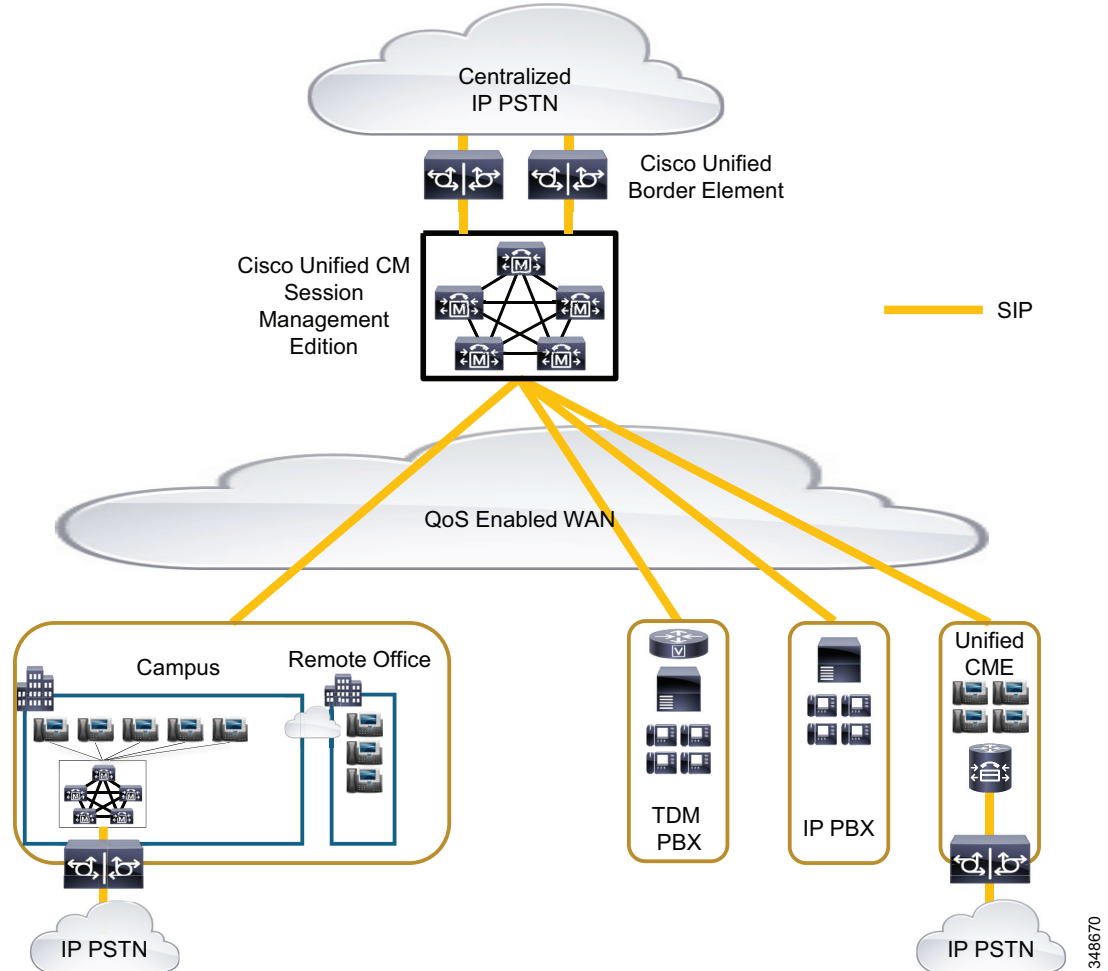 Centralized
IP PSTN
Cisco Unified
Border Element
Cisco Unified CM
Session
Management
Edition
M
M
M
M
M
SIP
QoS Enabled WAN
Campus
Remote Office
M
M
M
M
M
IP PSTN
V
TDM
PBX
IP PBX
Unified
CME
IP PSTN
348670